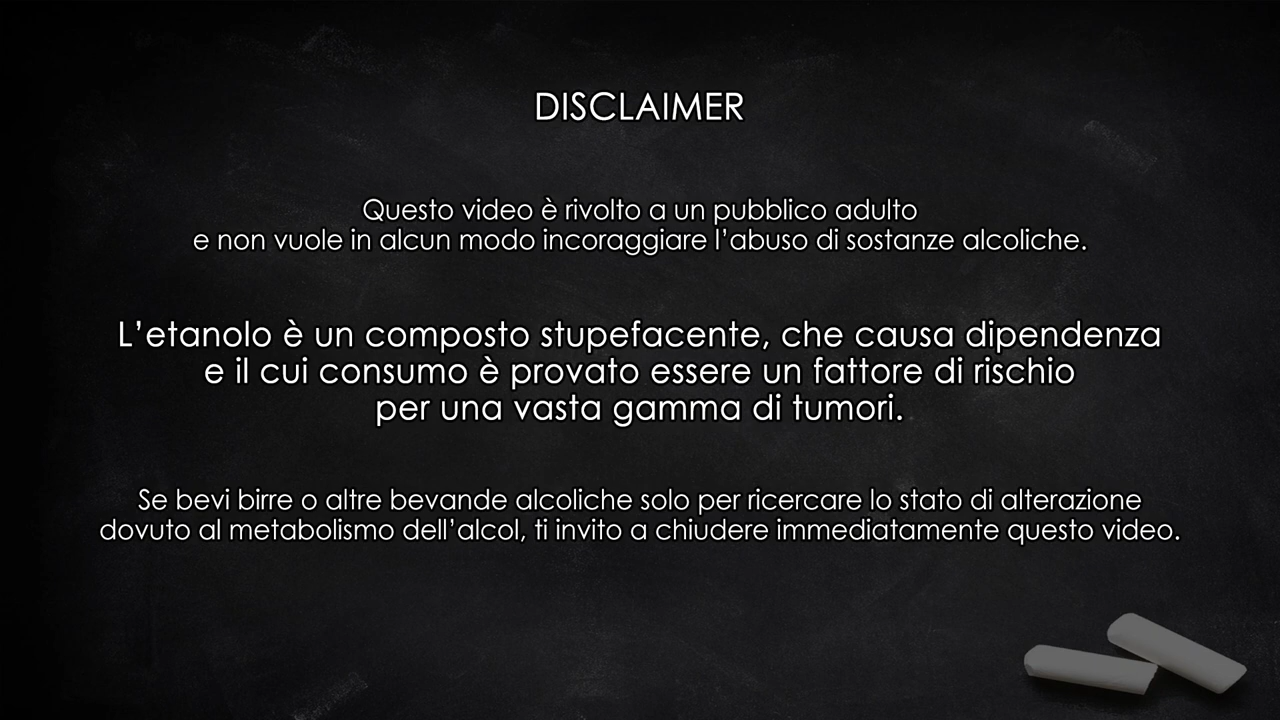 DISCLAIMER
Questo video è rivolto a un pubblico adulto
e non vuole in alcun modo incoraggiare l’abuso di sostanze alcoliche.
L’etanolo è un composto stupefacente, che causa dipendenza
e il cui consumo è provato essere un fattore di rischio
per una vasta gamma di tumori.
Se bevi birre o altre bevande alcoliche solo per ricercare lo stato di alterazione
dovuto al metabolismo dell’alcol, ti invito a chiudere immediatamente questo video.